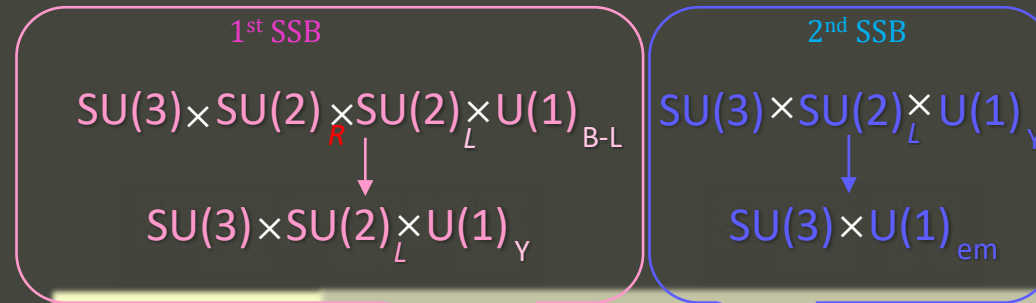 1st SSB
SU(3)×SU(2)R×SU(2)L×U(1)B-L
SU(3)×SU(2)L×U(1)Y
2nd SSB
SU(3)×SU(2)L×U(1)Y
SU(3)×U(1)em